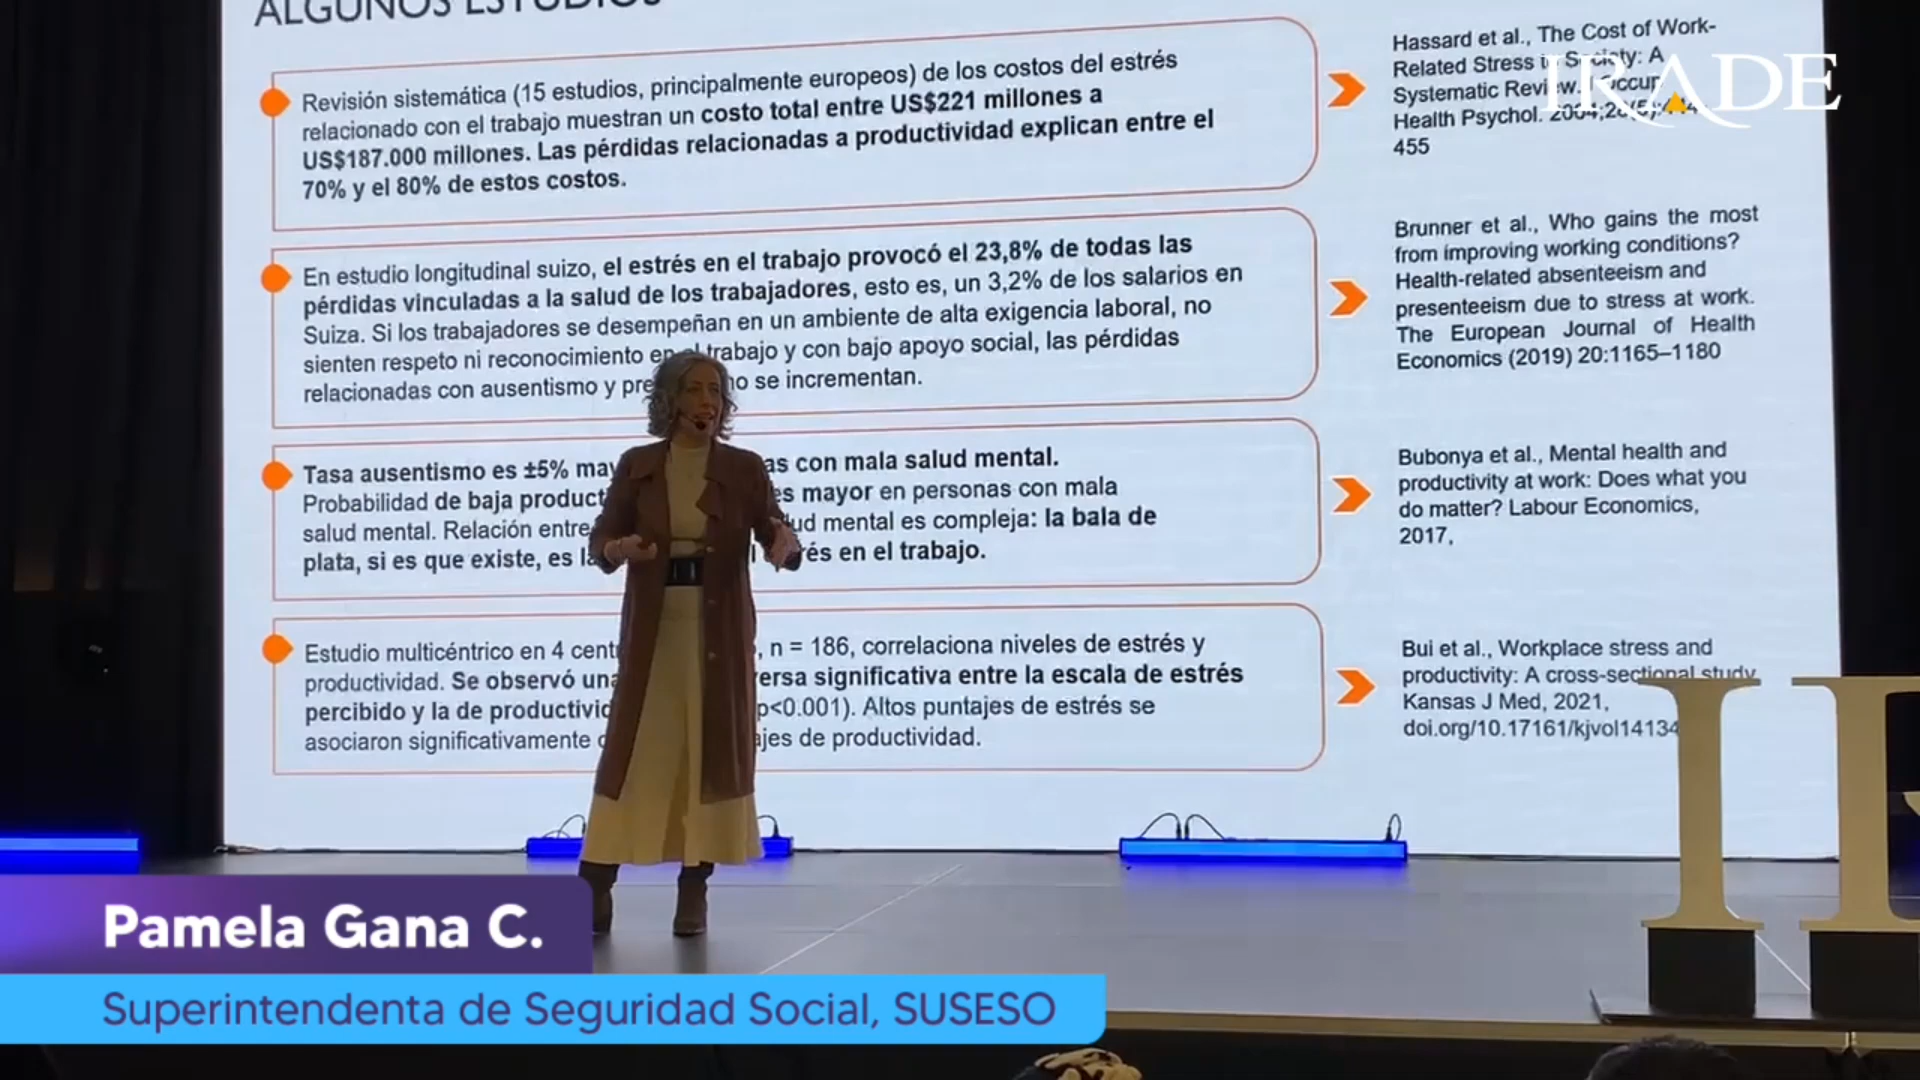 ALGUNOS ESTUDIOS
Revisión sistemática (15 estudios, principalmente europeos) de los costos del estrés
relacionado con el trabajo muestran un costo total entre US$221 millones a
US$187.000 millones. Las pérdidas relacionadas a productividad explican entre el
70% y el 80% de estos costos.
Hassard et al., The Cost of Work-
Related Stress to Society: A
Systematic Review.
Health Psychol.
455
IRADE
En estudio longitudinal suizo, el estrés en el trabajo provocó el 23,8% de todas las
pérdidas vinculadas a la salud de los trabajadores, esto es, un 3,2% de los salarios en
Suiza. Si los trabajadores se desempeñan en un ambiente de alta exigencia laboral, no
sienten respeto ni reconocimiento en el trabajo y con bajo apoyo social, las pérdidas
relacionadas con ausentismo y se incrementan.
Brunner et al., Who gains the most
from improving working conditions?
Health-related absenteeism and
presenteeism due to stress at work.
The European Journal of Health
Economics (2019) 20:1165–1180
Tasa ausentismo es ±5% con mala salud mental.
Probabilidad de baja es mayor en personas con mala
salud mental. Relación entre mental es compleja: la bala de
plata, si es que existe, es en el trabajo.
Bubonya et al., Mental health and
productivity at work: Does what you
do matter? Labour Economics,
2017,
Estudio multicéntrico en 4 , n = 186, correlaciona niveles de estrés y
productividad. Se observó una significativa entre la escala de estrés
percibido y la de p<0.001). Altos puntajes de estrés se
asociaron significativamente de productividad.
Bui et al., Workplace stress and
productivity: A cross-sectional study
Kansas J Med, 2021,
doi.org/10.17161/kjvol14134
Pamela Gana C.
Superintendenta de Seguridad Social, SUSESO